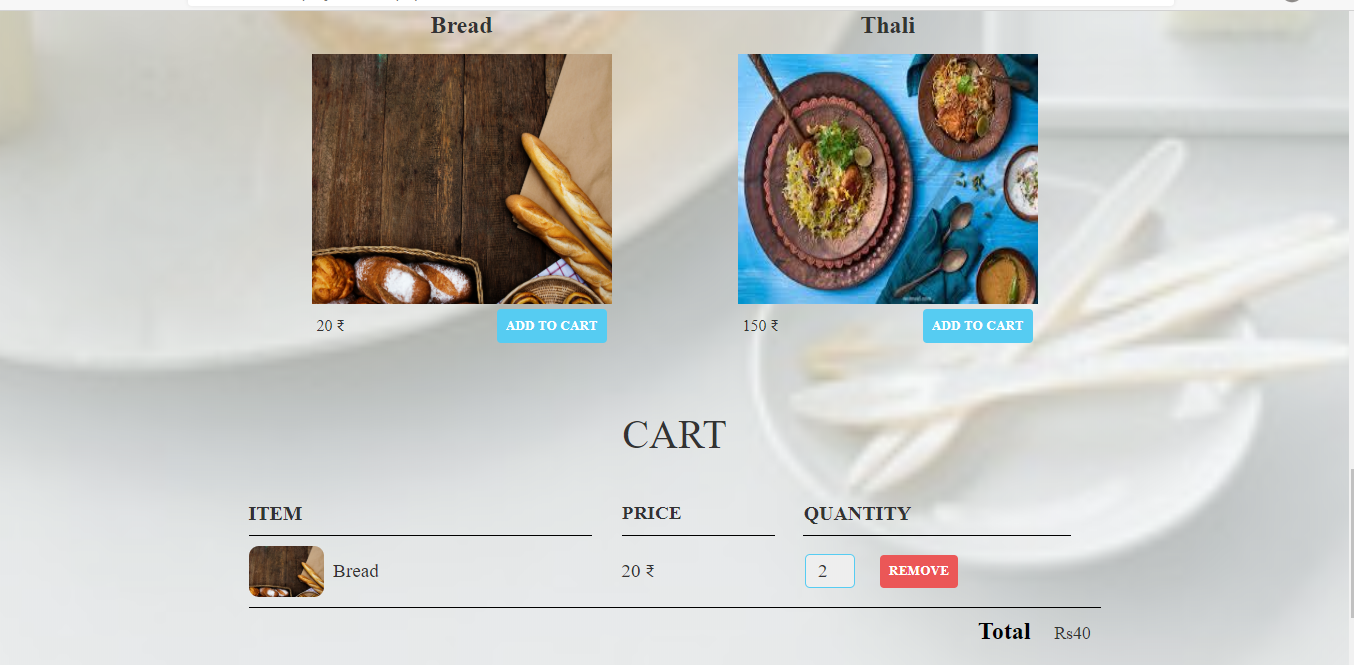 Bread Thali
20 ₹ ADD TO CART 150 ₹ ADD TO CART
CART
ITEM PRICE QUANTITY
Bread 20 ₹ 2 REMOVE
Total Rs40